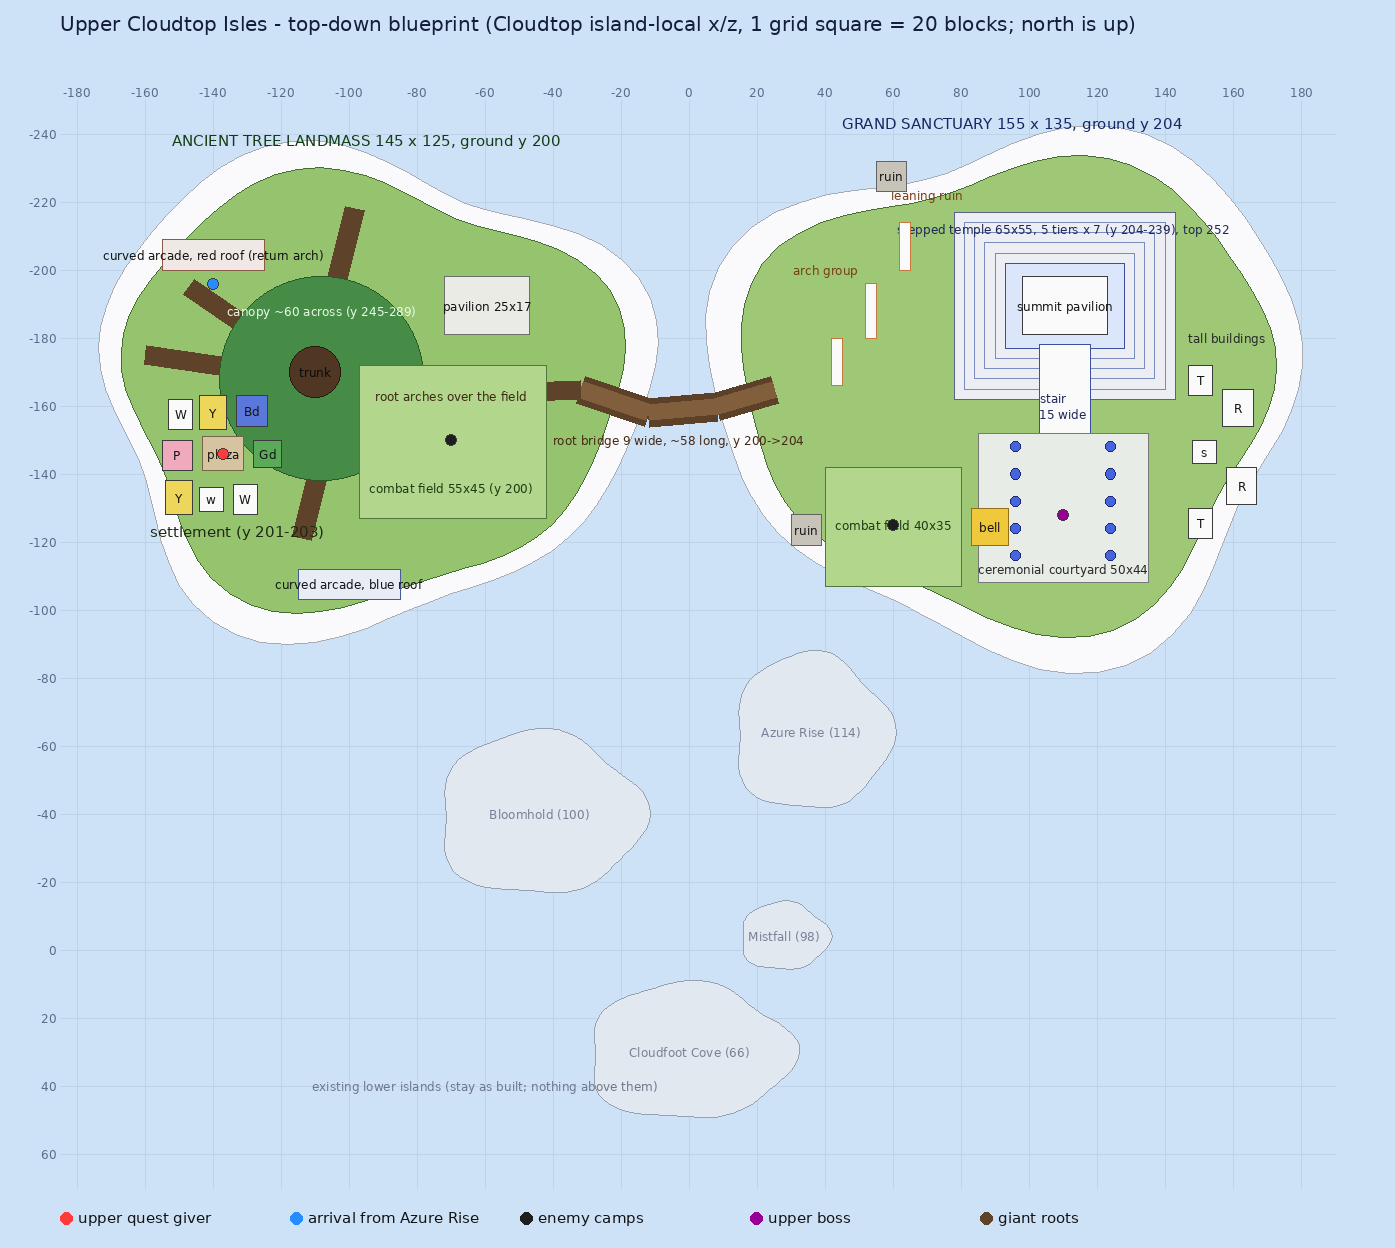 Upper Cloudtop Isles - top-down blueprint (Cloudtop island-local x/z, 1 grid square = 20 blocks; north is up)
-180 -160 -140 -120 -100 -80 -60 -40 -20 0 20 40 60 80 100 120 140 160 180
GRAND SANCTUARY 155 x 135, ground y 204
-240
ANCIENT TREE LANDMASS 145 x 125, ground y 200
ruin
leaning ruin
-220
stepped temple 65x55, 5 tiers x 7 (y 204-239), top 252
curved arcade, red roof (return arch)
-200
arch group
canopy ~60 across (y 245-289)
pavilion 25x17
summit pavilion
-180
tall buildings
trunk
T
root arches over the field
stair
15 wide
-160
W
Y
Bd
R
root bridge 9 wide, ~58 long, y 200->204
P
plaza
Gd
s
-140
combat field 55x45 (y 200)
R
Y
w
W
settlement (y 201-203)
ruin
combat field 40x35
bell
T
-120
ceremonial courtyard 50x44
curved arcade, blue roof
-100
-80
Azure Rise (114)
-60
Bloomhold (100)
-40
-20
Mistfall (98)
0
20
Cloudfoot Cove (66)
existing lower islands (stay as built; nothing above them)
40
60
upper quest giver
arrival from Azure Rise
enemy camps
upper boss
giant roots